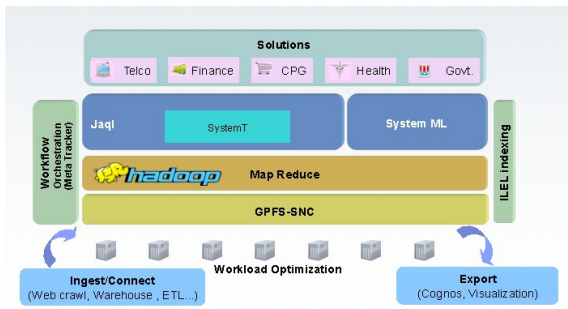 Solutions
Telco
Finance
CPG
Health
Govt.
Workflow
Orchestration
(Meta Tracker)
Jaql
SystemT
System ML
ILEL indexing
hadoop
Map Reduce
GPFS-SNC
Workload Optimization
Ingest/Connect
(Web crawl, Warehouse , ETL...)
Export
(Cognos, Visualization)